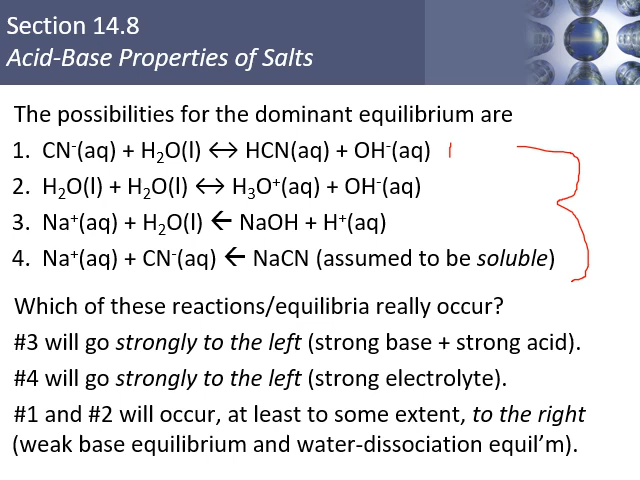 Section 14.8
Acid-Base Properties of Salts
The possibilities for the dominant equilibrium are
1. CN⁻(aq) + H₂O(l) ↔ HCN(aq) + OH⁻(aq)
2. H₂O(l) + H₂O(l) ↔ H₃O⁺(aq) + OH⁻(aq)
3. Na⁺(aq) + H₂O(l) ← NaOH + H⁺(aq)
4. Na⁺(aq) + CN⁻(aq) ← NaCN (assumed to be soluble)
Which of these reactions/equilibria really occur?
#3 will go strongly to the left (strong base + strong acid).
#4 will go strongly to the left (strong electrolyte).
#1 and #2 will occur, at least to some extent, to the right
(weak base equilibrium and water-dissociation equil’m).